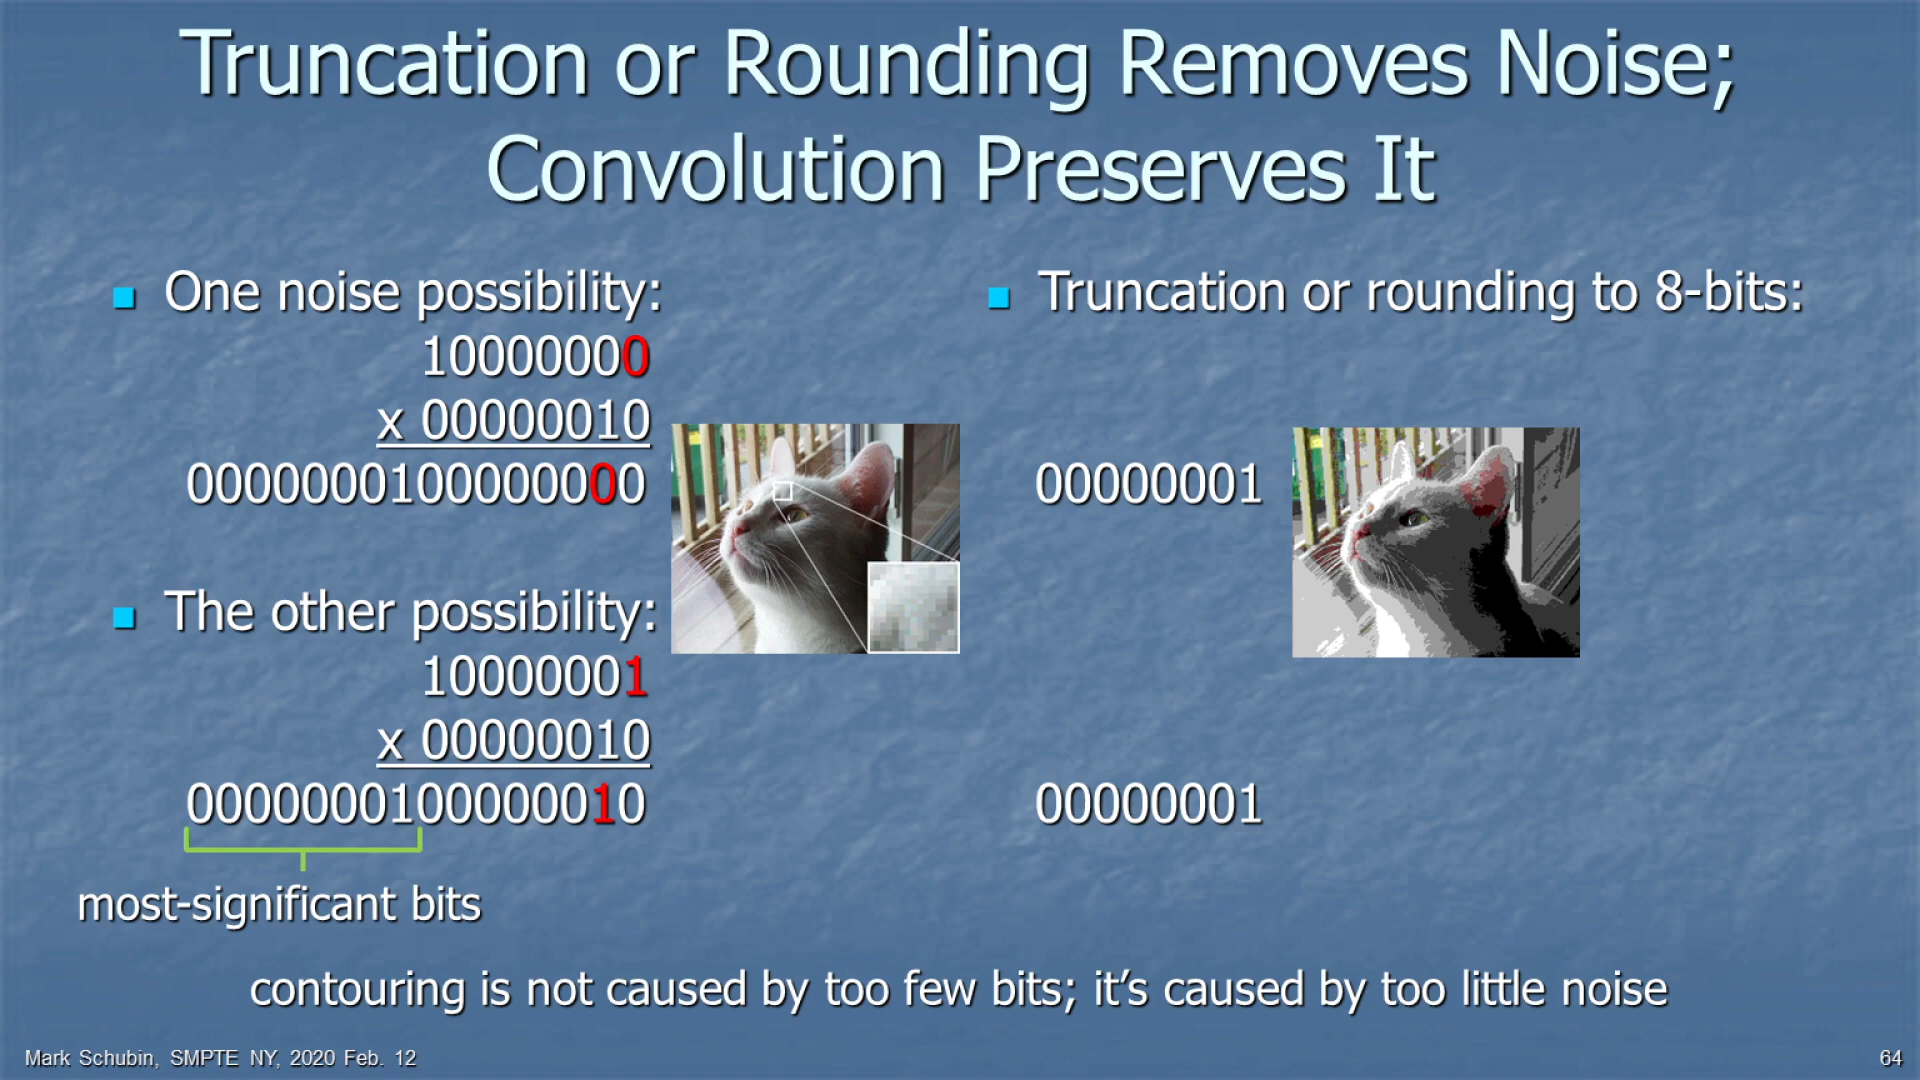 Truncation or Rounding Removes Noise;
Convolution Preserves It
One noise possibility:
10000000
x 00000010
0000000100000000
The other possibility:
10000001
x 00000010
0000000100000010
most-significant bits
Truncation or rounding to 8-bits:
00000001
00000001
contouring is not caused by too few bits; it’s caused by too little noise
Mark Schubin, SMPTE NY, 2020 Feb. 12
64